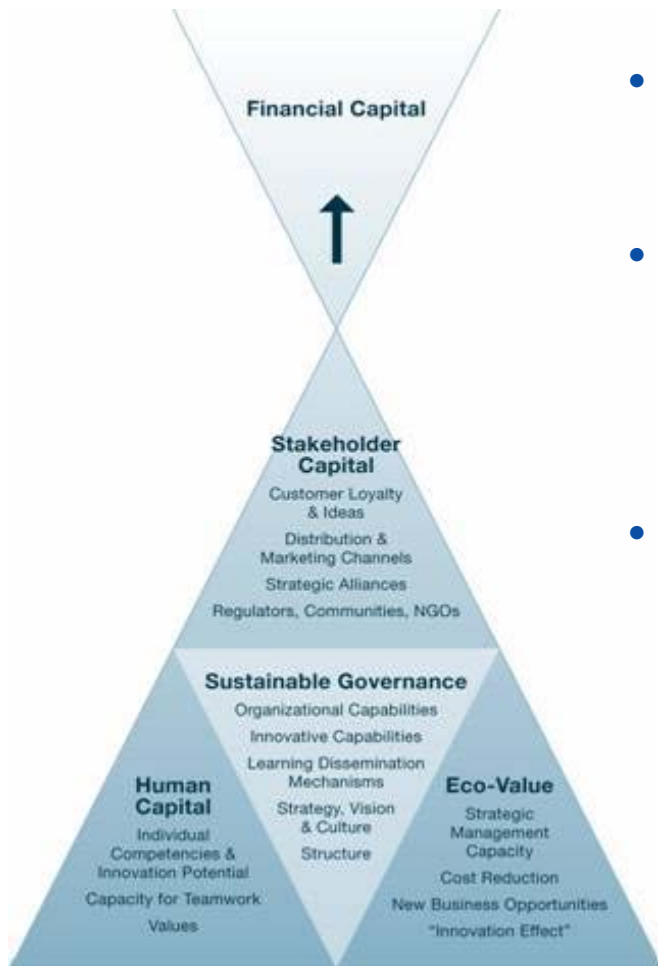 Financial Capital
Stakeholder
Capital
Customer Loyalty
& Ideas
Distribution &
Marketing Channels
Strategic Alliances
Regulators, Communities, NGOs
Sustainable Governance
Organizational Capabilities
Innovative Capabilities
Learning Dissemination
Mechanisms
Strategy, Vision
& Culture
Structure
Human
Capital
Individual
Competencies &
Innovation Potential
Capacity for Teamwork
Values
Eco-Value
Strategic
Management
Capacity
Cost Reduction
New Business Opportunities
"Innovation Effect"